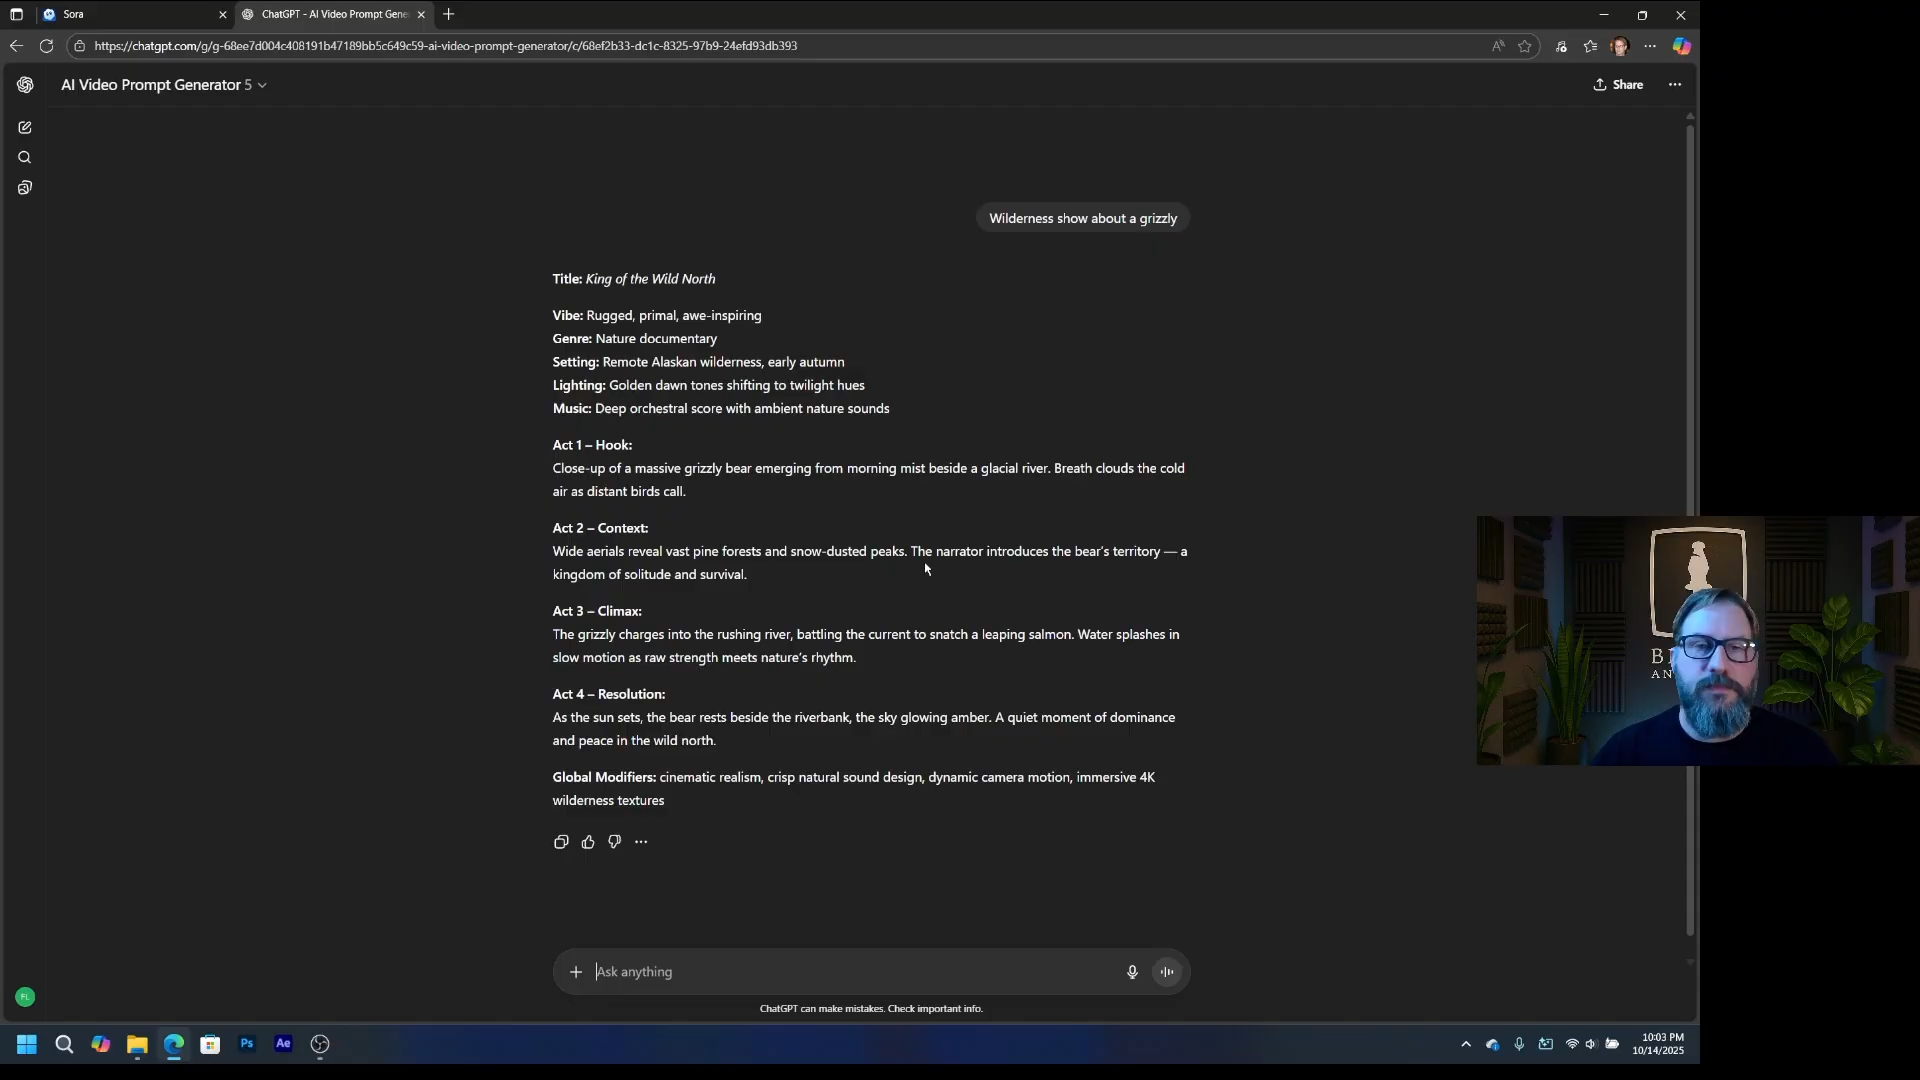 Sora
ChatGPT - AI Video Prompt Gene
https://chatgpt.com/g/g-68ee7d004c408191b47189bb5c649c59-ai-video-prompt-generator/c/68ef2b33-dc1c-8325-97b9-24efd93db393
AI Video Prompt Generator 5
Share
Wilderness show about a grizzly
Title: King of the Wild North
Vibe: Rugged, primal, awe-inspiring
Genre: Nature documentary
Setting: Remote Alaskan wilderness, early autumn
Lighting: Golden dawn tones shifting to twilight hues
Music: Deep orchestral score with ambient nature sounds
Act 1 – Hook:
Close-up of a massive grizzly bear emerging from morning mist beside a glacial river. Breath clouds the cold
air as distant birds call.
Act 2 – Context:
Wide aerials reveal vast pine forests and snow-dusted peaks. The narrator introduces the bear’s territory — a
kingdom of solitude and survival.
Act 3 – Climax:
The grizzly charges into the rushing river, battling the current to snatch a leaping salmon. Water splashes in
slow motion as raw strength meets nature’s rhythm.
Act 4 – Resolution:
As the sun sets, the bear rests beside the riverbank, the sky glowing amber. A quiet moment of dominance
and peace in the wild north.
Global Modifiers: cinematic realism, crisp natural sound design, dynamic camera motion, immersive 4K
wilderness textures
Ask anything
ChatGPT can make mistakes. Check important info.
FL
Ps
Ae
10:03 PM
10/14/2025